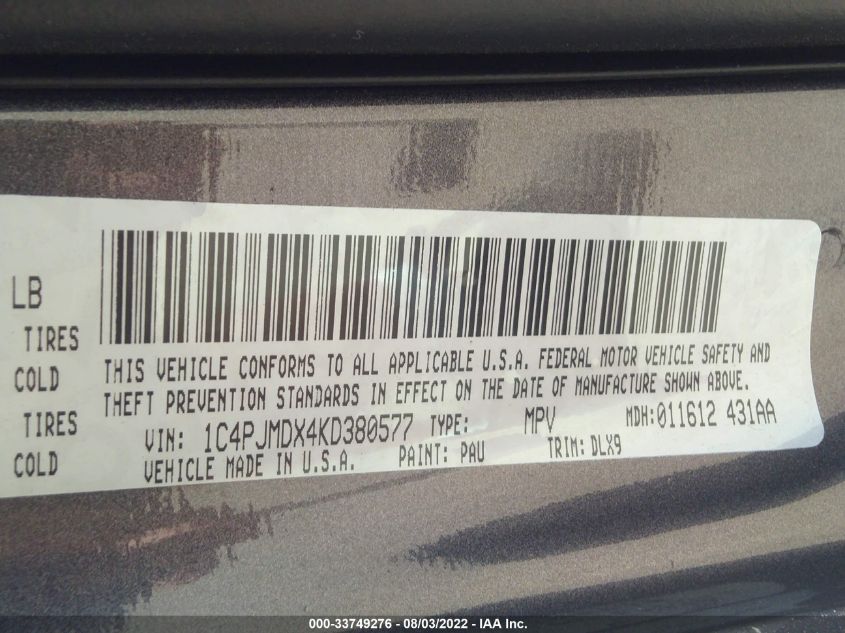 LB
TIRES
COLD
TIRES
COLD
THIS VEHICLE CONFORMS TO ALL APPLICABLE U.S.A. FEDERAL MOTOR VEHICLE SAFETY AND
THEFT PREVENTION STANDARDS IN EFFECT ON THE DATE OF MANUFACTURE SHOWN ABOVE.
VIN: 1C4PJMDX4KD380577 TYPE: MPV MDH:011612 431AA
VEHICLE MADE IN U.S.A. PAINT: PAU TRIM: DLX9
000-33749276 - 08/03/2022 - IAA Inc.